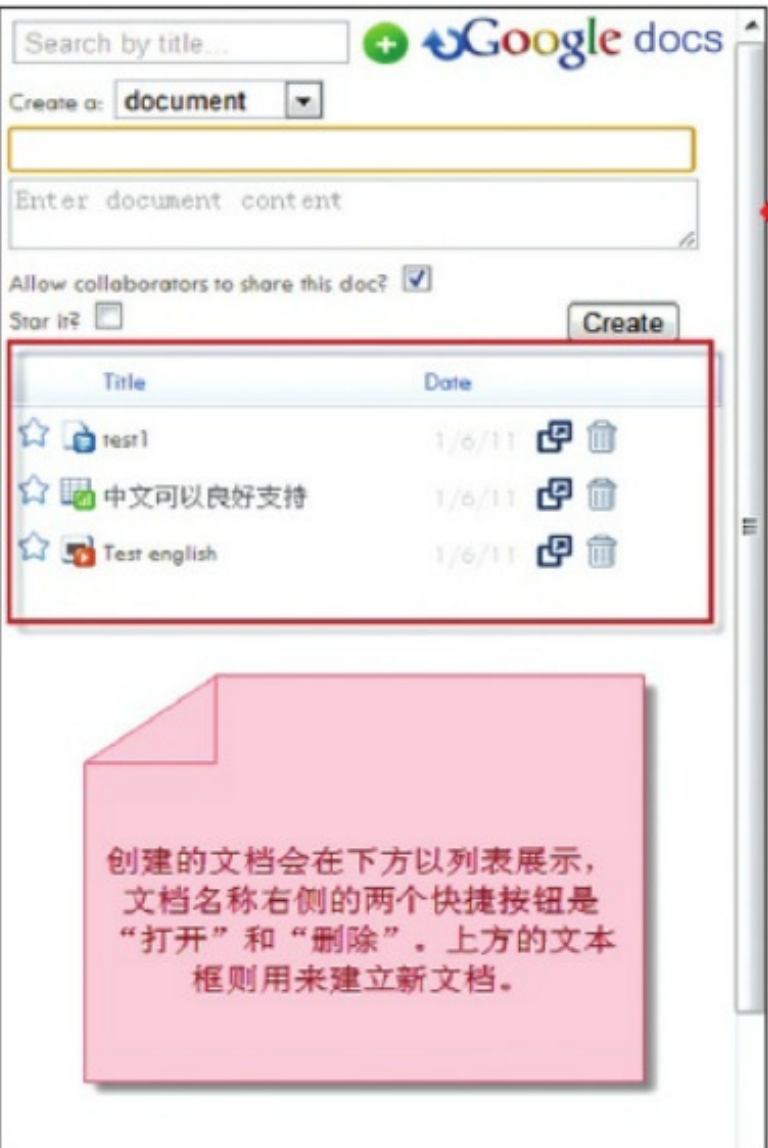 Search by title...
Google docs
Create a: document
Enter document content
Allow collaborators to share this doc?
Star it?
Create
Title Date
test1 1/6/11
中文可以良好支持 1/6/11
Test english 1/6/11
创建的文档会在下方以列表展示，
文档名称右侧的两个快捷按钮是
“打开”和“删除”。上方的文本
框则用来建立新文档。